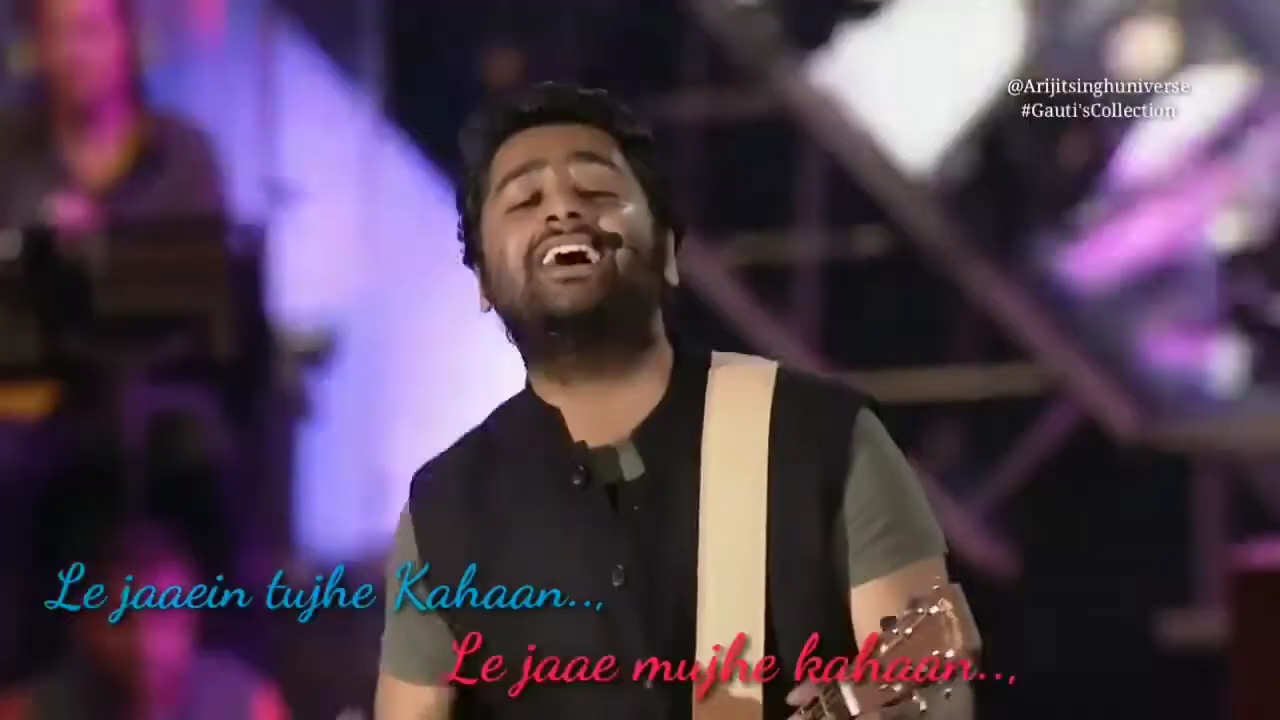 @Arijitsinghuniverse
#Gauti'sCollection
Le jaaein tujhe Kahaan..,
Le jaae mujhe kahaan..,